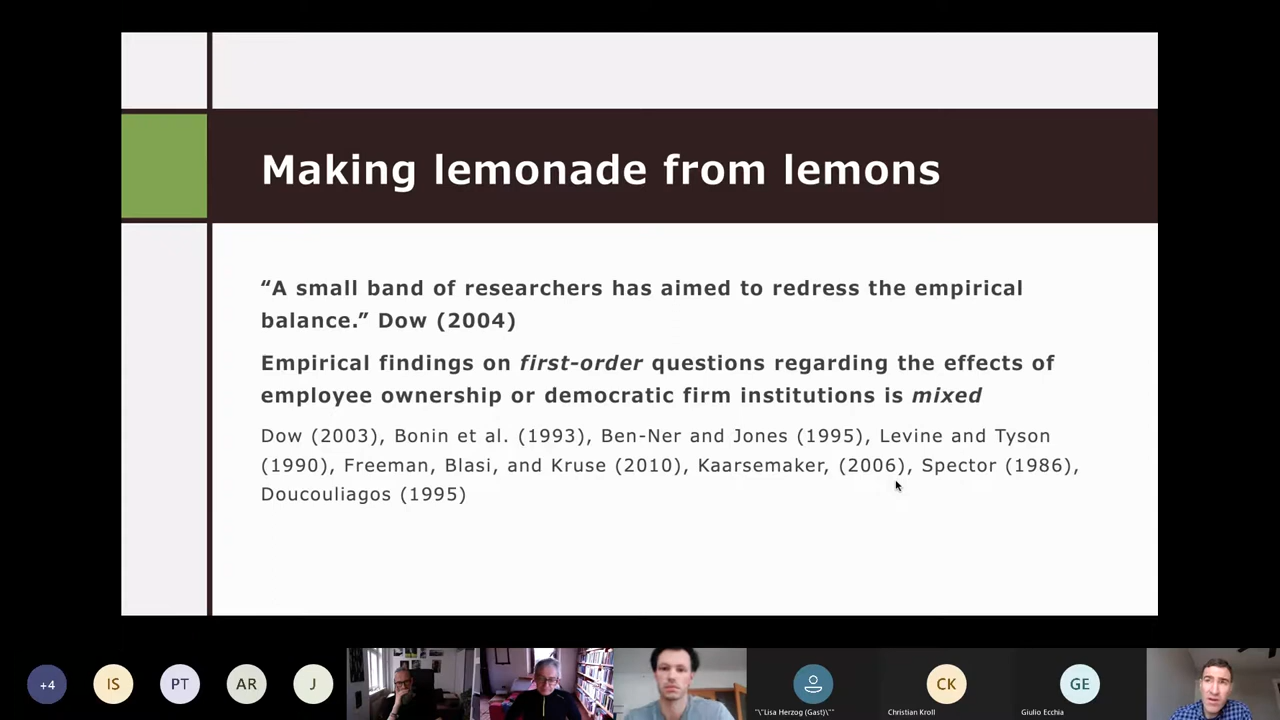 Making lemonade from lemons
“A small band of researchers has aimed to redress the empirical
balance.” Dow (2004)
Empirical findings on first-order questions regarding the effects of
employee ownership or democratic firm institutions is mixed
Dow (2003), Bonin et al. (1993), Ben-Ner and Jones (1995), Levine and Tyson
(1990), Freeman, Blasi, and Kruse (2010), Kaarsemaker, (2006), Spector (1986),
Doucouliagos (1995)
+4
IS
PT
AR
J
CK
GE
"\"Lisa Herzog (Gast)\""
Christian Kroll
Giulio Ecchia